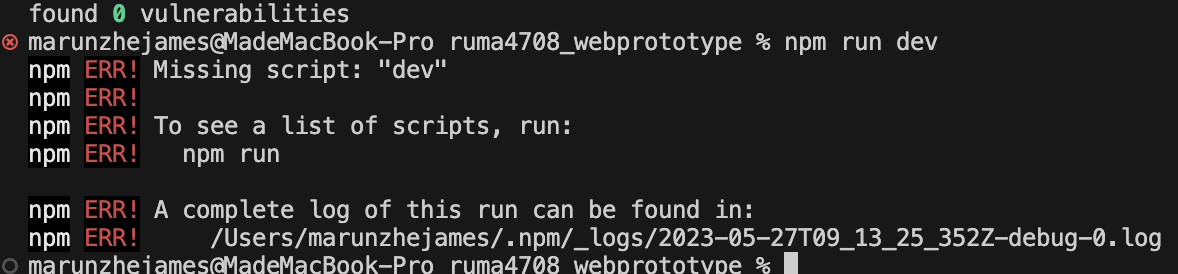 found 0 vulnerabilities
marunzhejames@MadeMacBook-Pro ruma4708_webprototype % npm run dev
npm ERR! Missing script: "dev"
npm ERR!
npm ERR! To see a list of scripts, run:
npm ERR!   npm run
npm ERR! A complete log of this run can be found in:
npm ERR!     /Users/marunzhejames/.npm/_logs/2023-05-27T09_13_25_352Z-debug-0.log
marunzhejames@MadeMacBook-Pro ruma4708_webprototype %